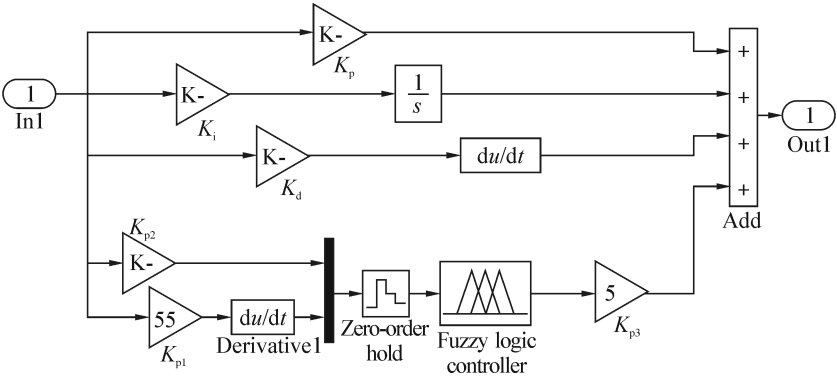 K-
Kp
+
1
In1
K-
Ki
1
s
+
1
Out1
K-
Kd
du/dt
+
+
Add
Kp2
K-
55
Kp1
du/dt
Derivative1
Zero-order
hold
Fuzzy logic
controller
5
Kp3